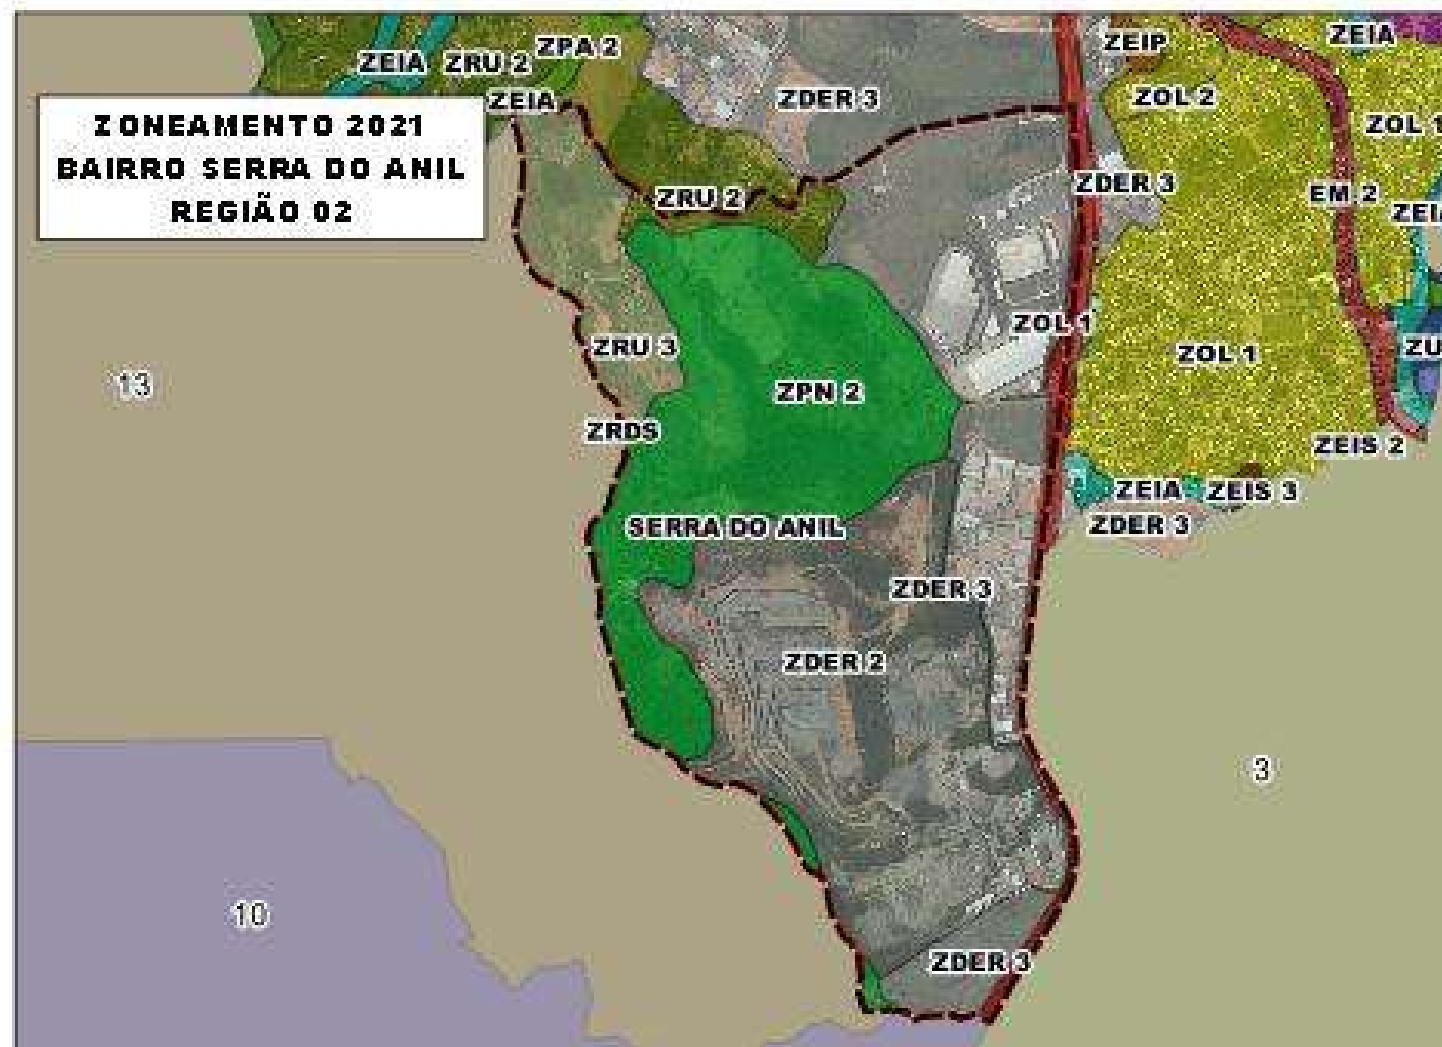 ZONEAMENTO 2021
BAIRRO SERRA DO ANIL
REGIÃO 02
ZEIA
ZRU 2
ZPA 2
ZEIA
ZDER 3
ZEIP
ZEIA
ZOL 2
ZOL 1
ZRU 2
ZDER 3
EM 2
ZEIA
ZOL 1
ZRU 3
ZOL 1
ZU
13
ZPN 2
ZRDS
ZEIS 2
ZEIA
ZEIS 3
SERRA DO ANIL
ZDER 3
ZDER 3
ZDER 2
3
10
ZDER 3